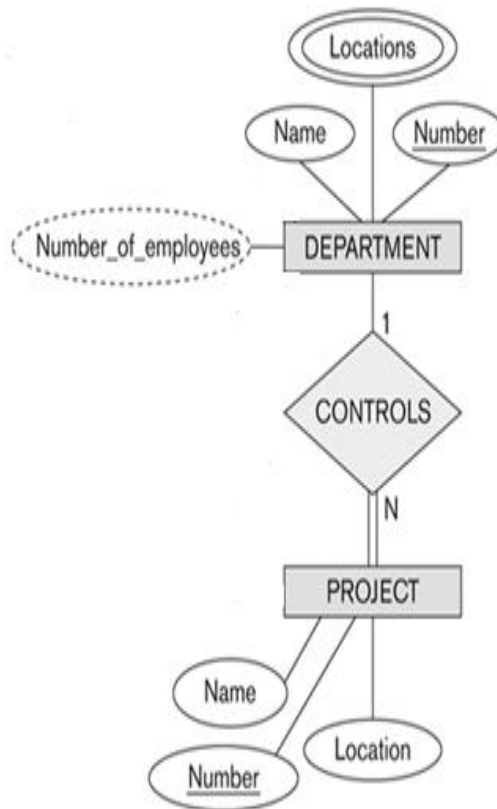 Locations
Name
Number
Number_of_employees
DEPARTMENT
1
CONTROLS
N
PROJECT
Name
Number
Location